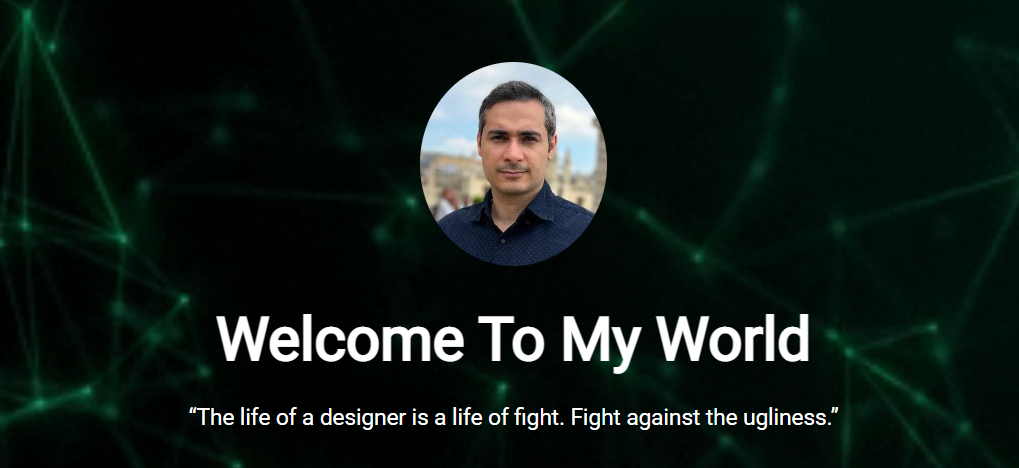 Welcome To My World
“The life of a designer is a life of fight. Fight against the ugliness.”